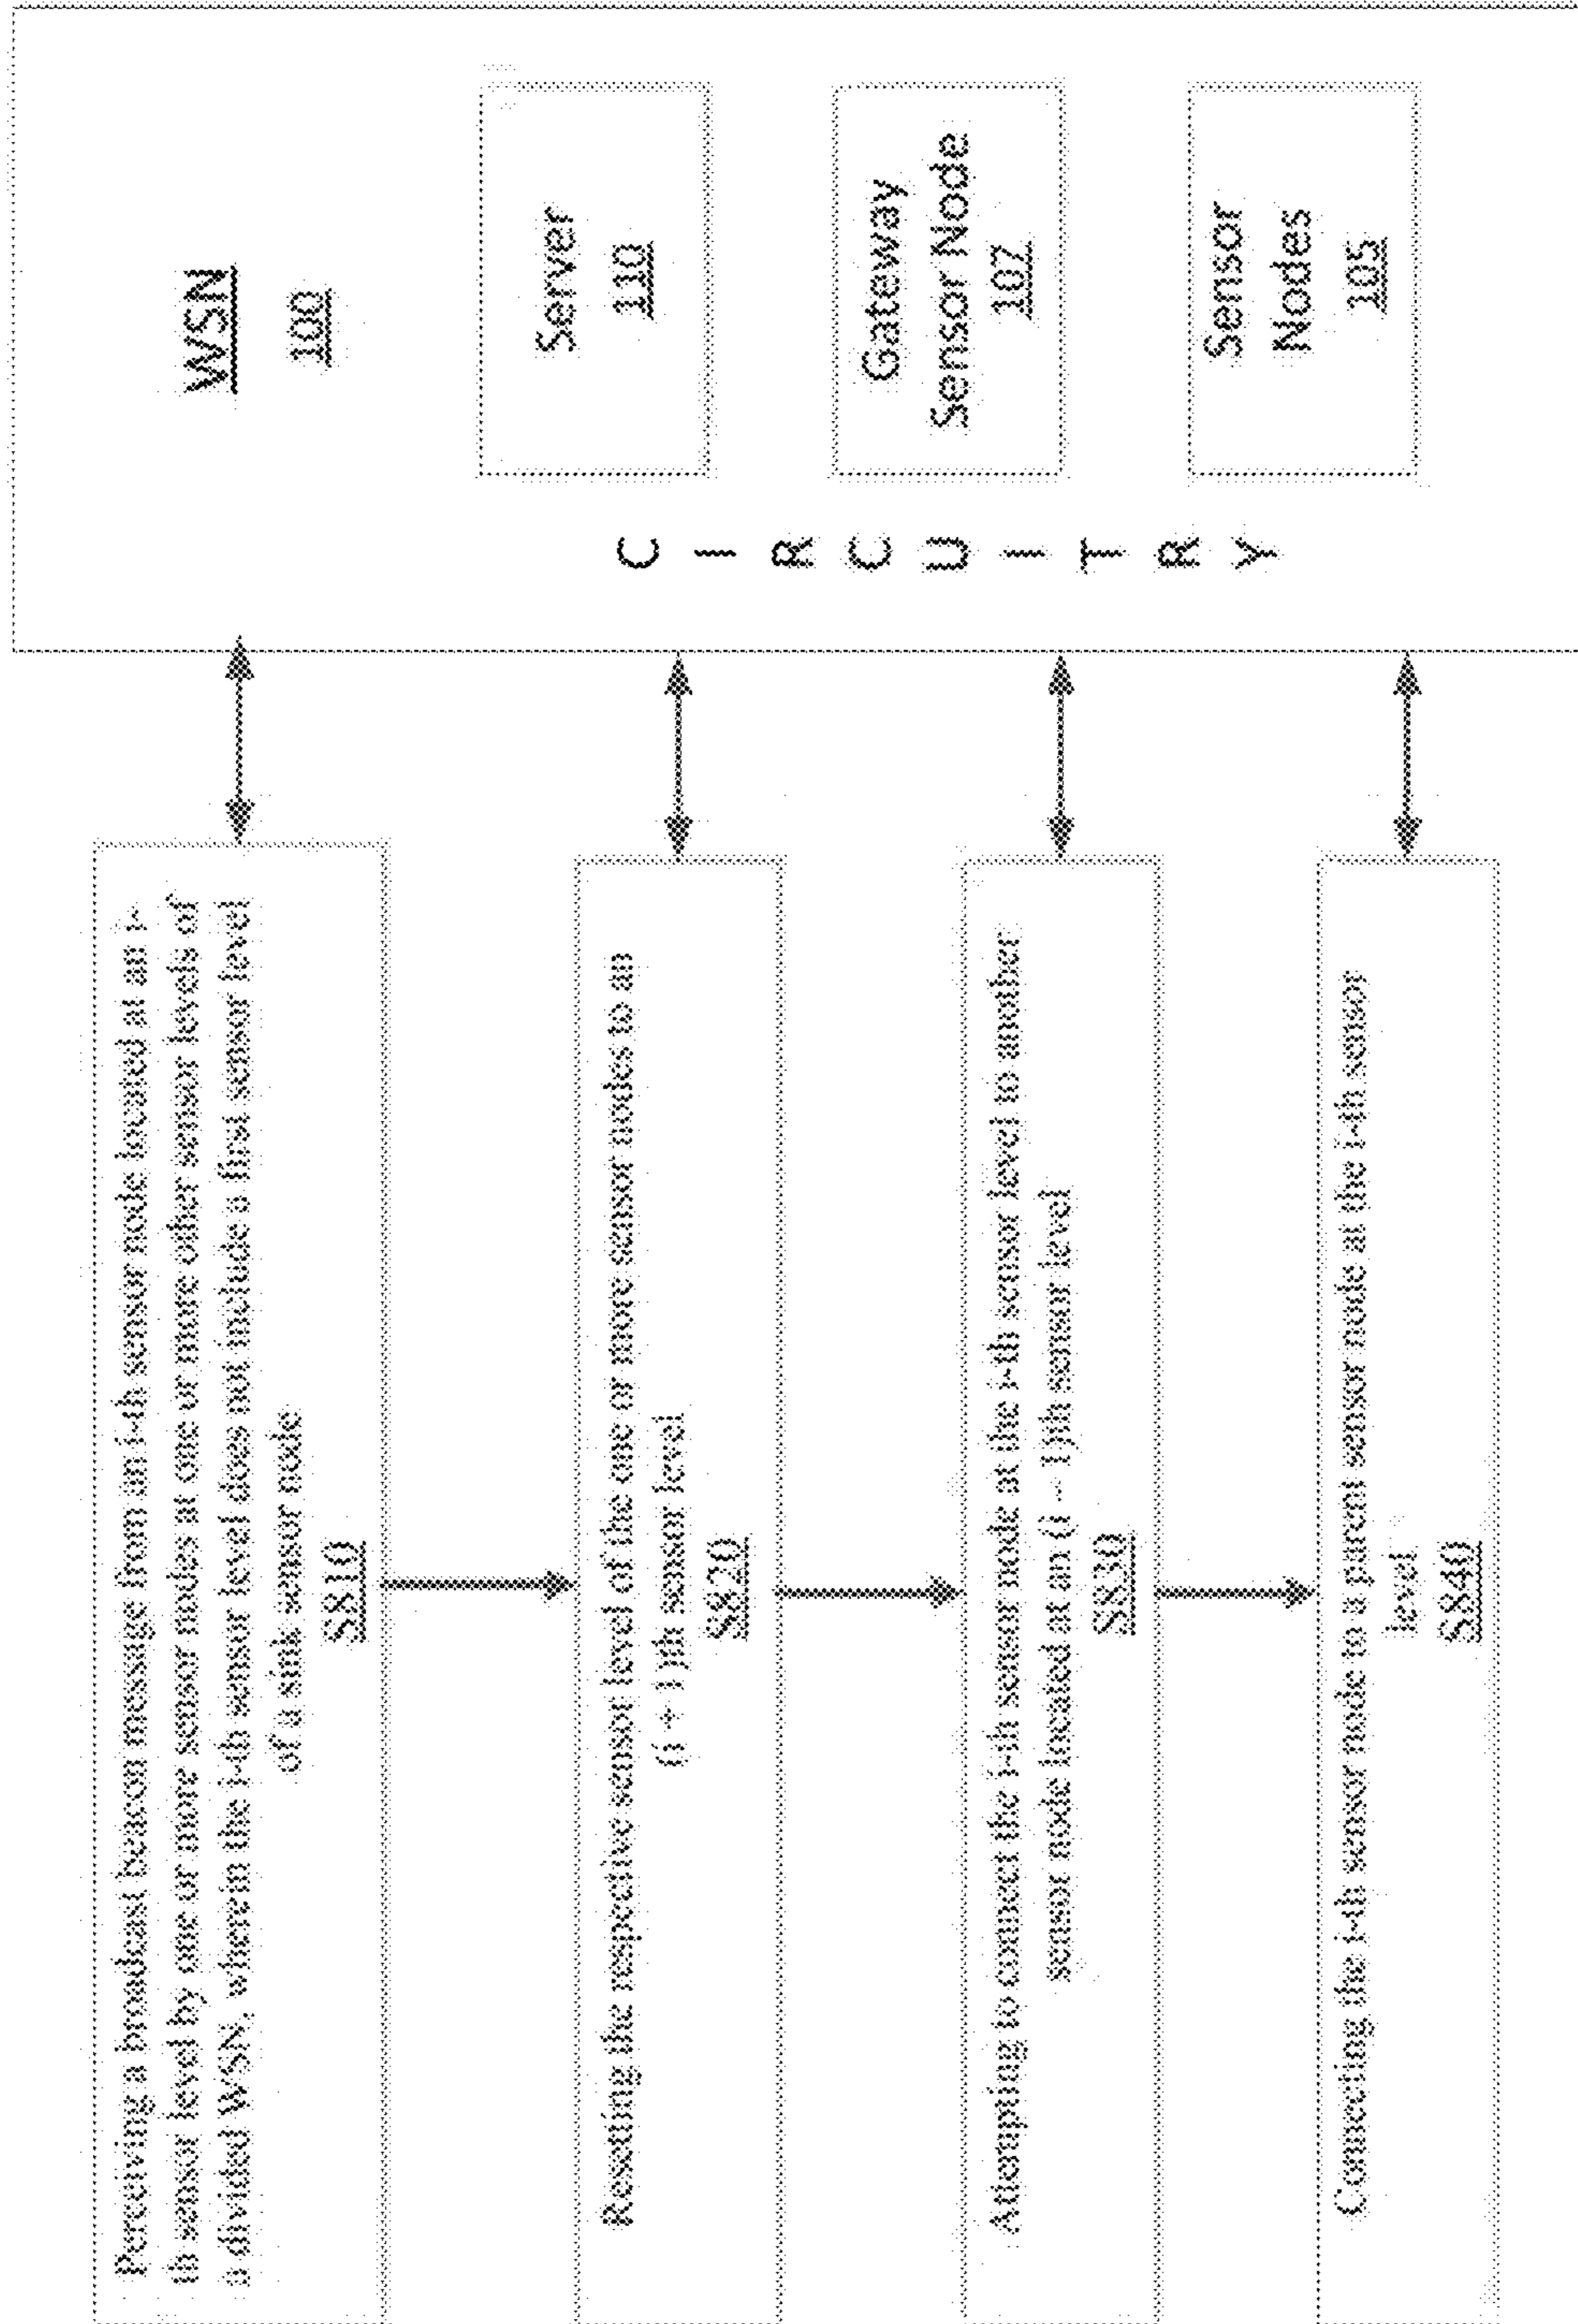 Perceiving a broadcast beacon message from an i-th sensor node located at an i-
th sensor level by one or more sensor nodes at one or more other sensor levels of
a divided WSN, wherein the i-th sensor level does not include a first sensor level
of a sink sensor node
S810
Resetting the respective sensor level of the one or more sensor nodes to an
(i + 1)th sensor level
S820
Attempting to connect the i-th sensor node at the i-th sensor level to another
sensor node located at an (i - 1)th sensor level
S830
Connecting the i-th sensor node to a parent sensor node at the i-th sensor
level
S840
CIRCUITRY
WSN
100
Server
110
Gateway
Sensor Node
107
Sensor
Nodes
105